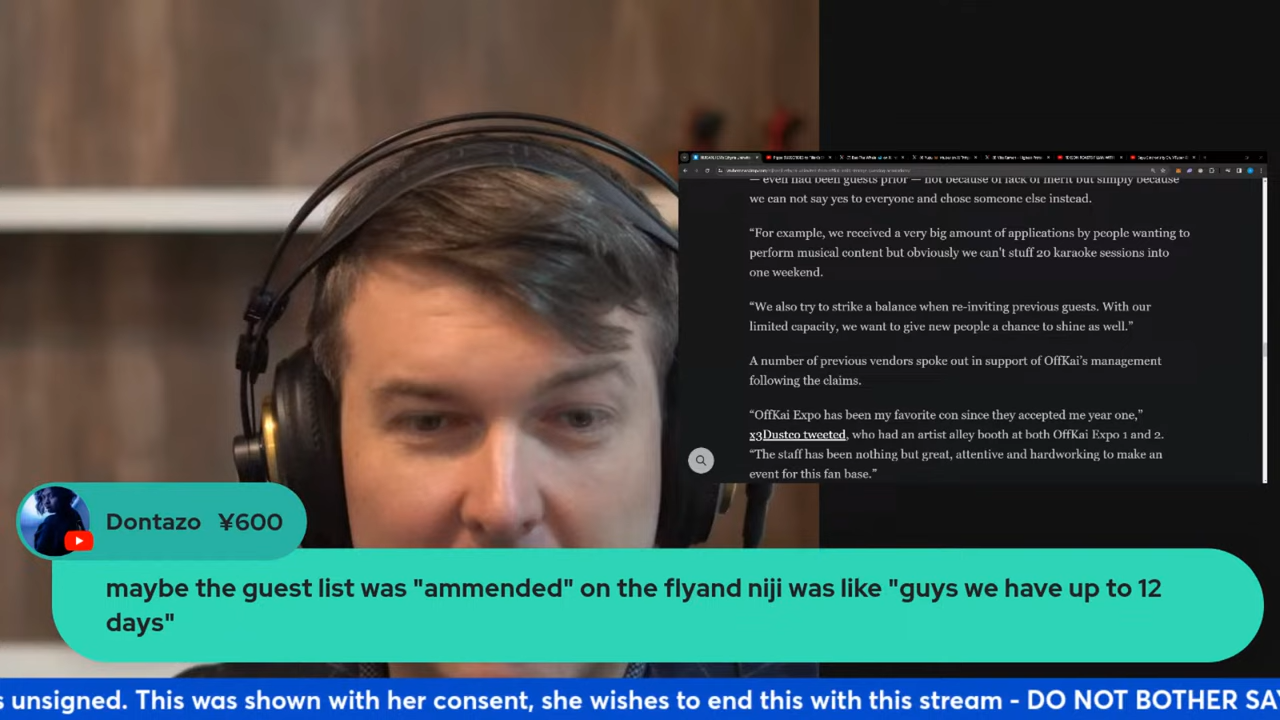 — even had been guests prior — not because of lack of merit but simply because
we can not say yes to everyone and chose someone else instead.
“For example, we received a very big amount of applications by people wanting to
perform musical content but obviously we can't stuff 20 karaoke sessions into
one weekend.
“We also try to strike a balance when re-inviting previous guests. With our
limited capacity, we want to give new people a chance to shine as well.”
A number of previous vendors spoke out in support of OffKai’s management
following the claims.
“OffKai Expo has been my favorite con since they accepted me year one,”
x3Dustco tweeted, who had an artist alley booth at both OffKai Expo 1 and 2.
“The staff has been nothing but great, attentive and hardworking to make an
event for this fan base.”
Dontazo ¥600
maybe the guest list was "ammended" on the flyand niji was like "guys we have up to 12
days"
s unsigned. This was shown with her consent, she wishes to end this with this stream - DO NOT BOTHER SAY